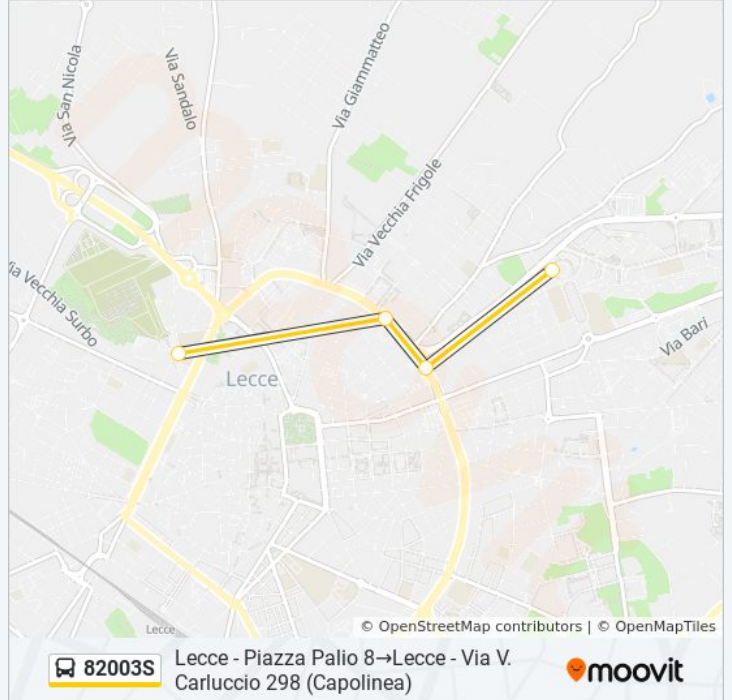 Via San Nicola
Via Sandalo
Via Giammatteo
Via Vecchia Frigole
Via Vecchia Surbo
Via Bari
Lecce
Lecce
© OpenStreetMap contributors | © OpenMapTiles
82003S
Lecce - Piazza Palio 8→Lecce - Via V.
Carluccio 298 (Capolinea)
moovit